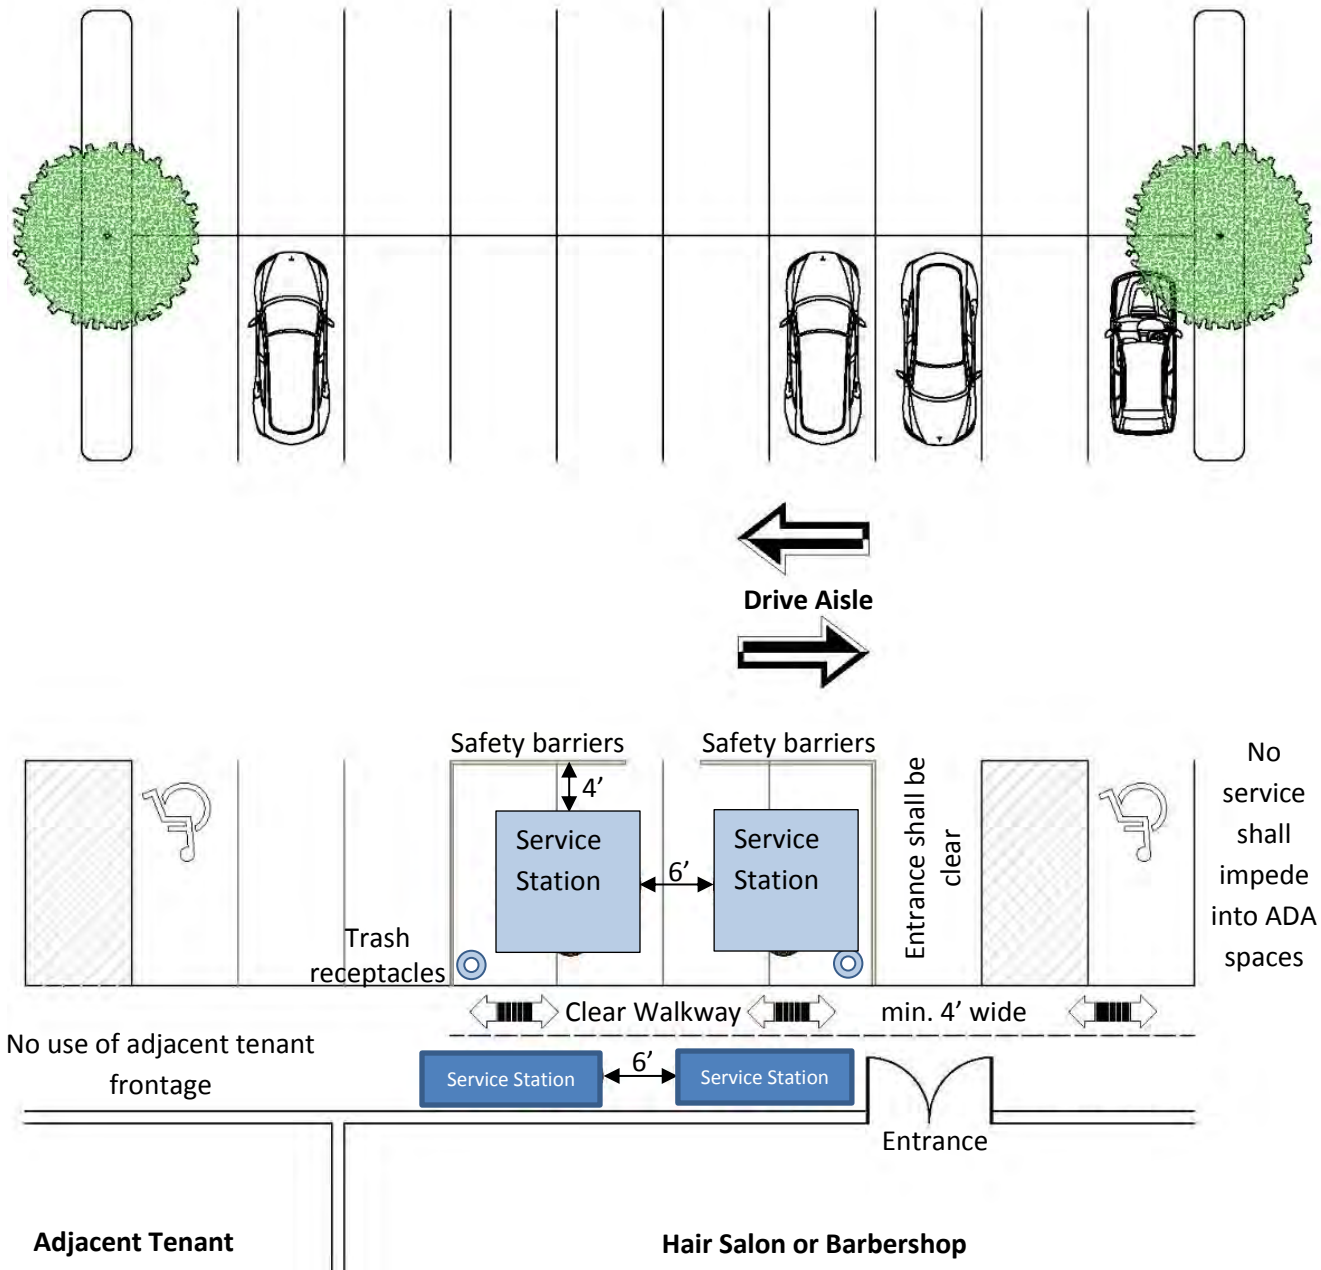 Drive Aisle
Safety barriers
Safety barriers
4’
Service
Station
6’
Service
Station
Entrance shall be
clear
No
service
shall
impede
into ADA
spaces
Trash
receptacles
Clear Walkway
min. 4’ wide
No use of adjacent tenant
frontage
Service Station
6’
Service Station
Entrance
Adjacent Tenant
Hair Salon or Barbershop